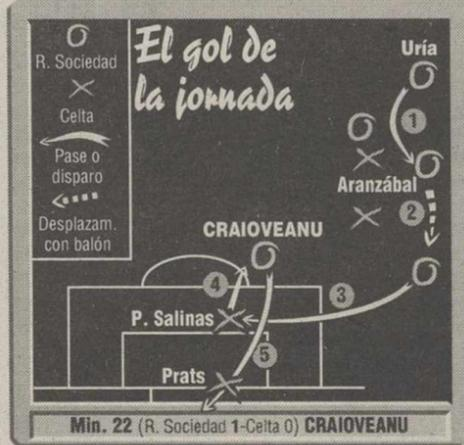 El gol de
la jornada
R. Sociedad
Celta
Pase o
disparo
Desplazam.
con balón
Uría
1
Aranzábal
2
CRAIOVEANU
4
3
P. Salinas
5
Prats
Min. 22 (R. Sociedad 1-Celta 0) CRAIOVEANU